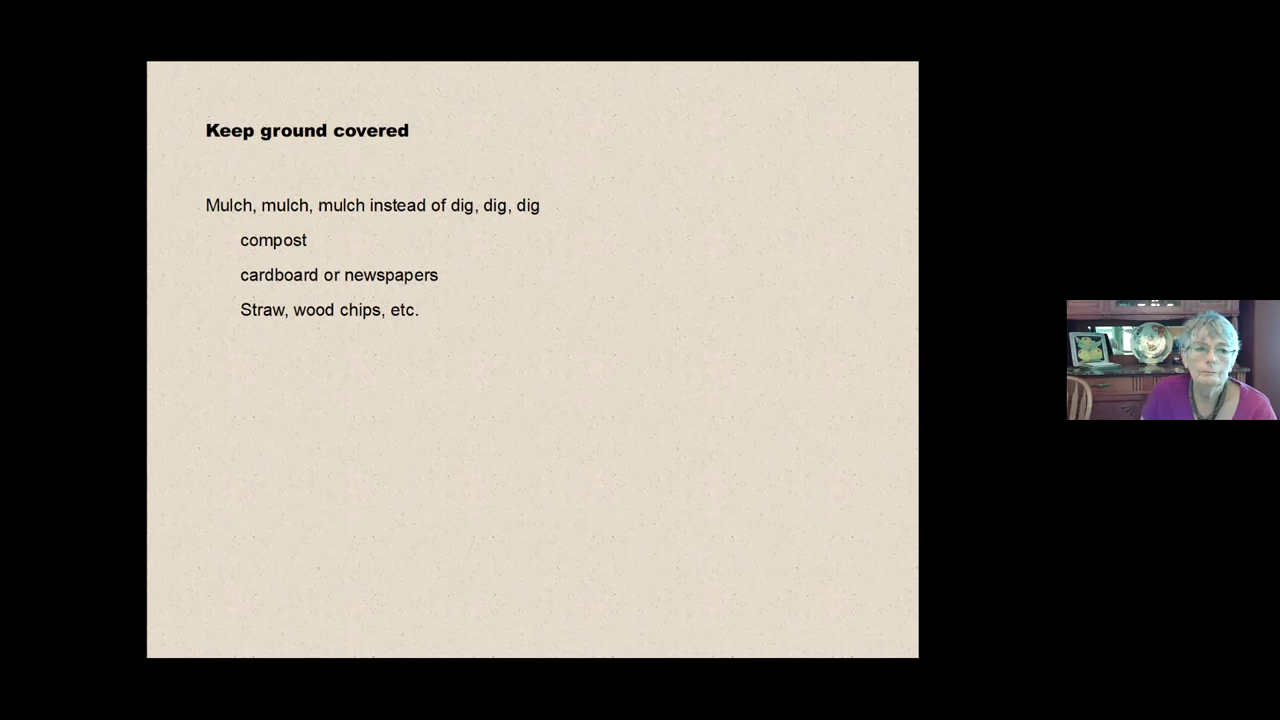 Keep ground covered
Mulch, mulch, mulch instead of dig, dig, dig
compost
cardboard or newspapers
Straw, wood chips, etc.